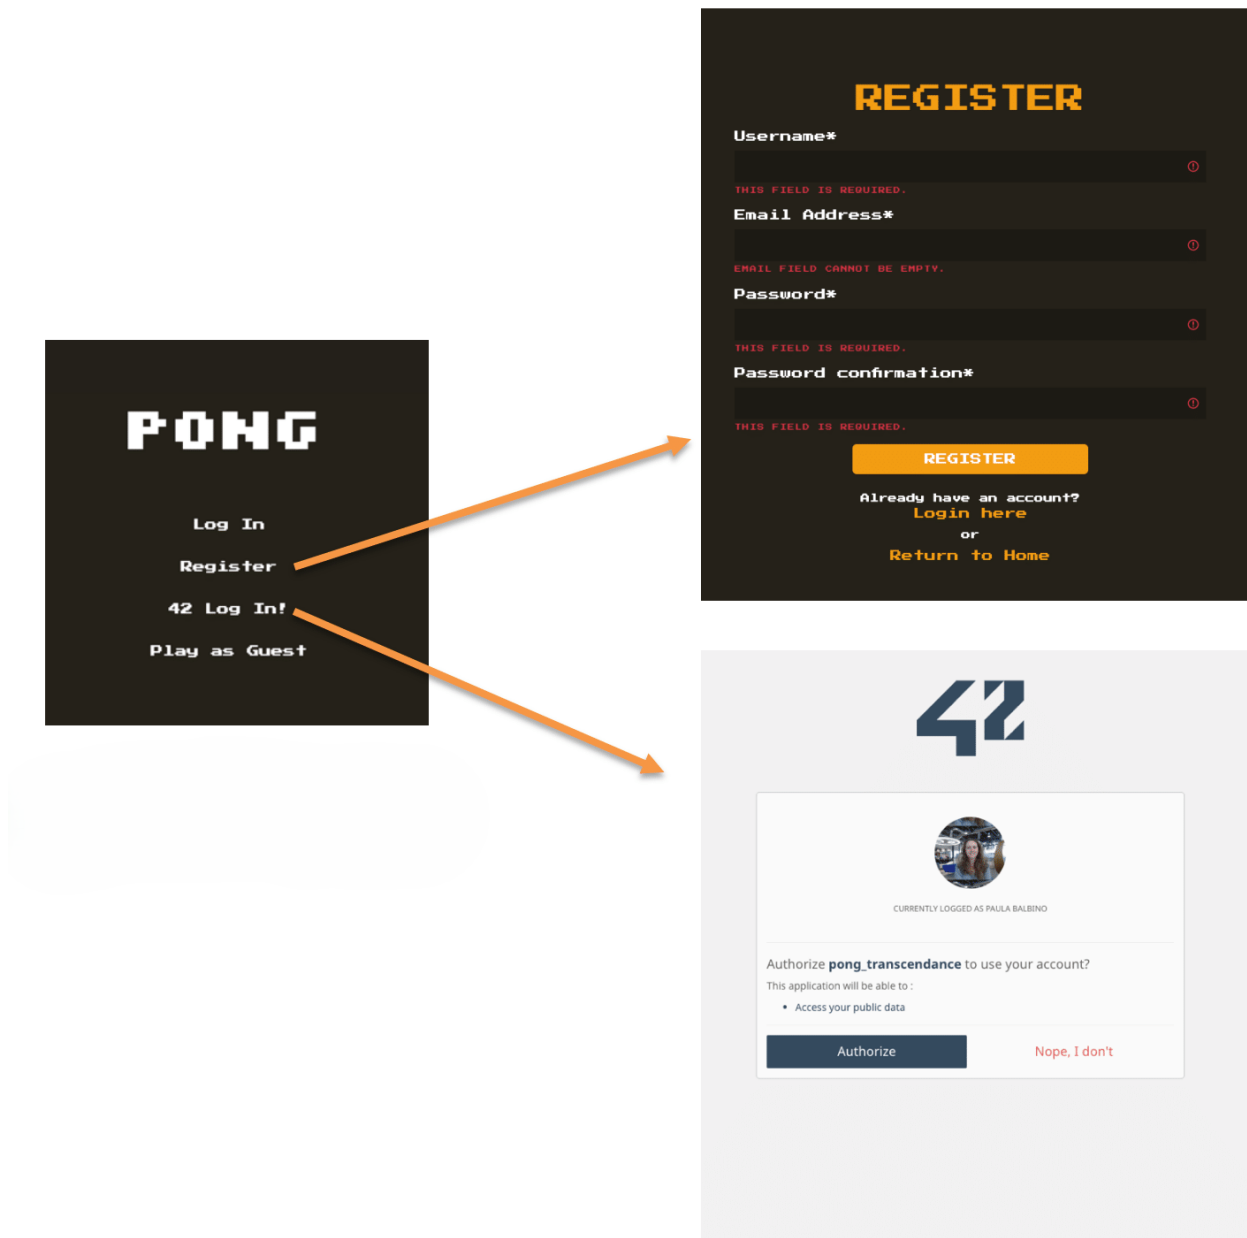 PONG
Log In
Register
42 Log In!
Play as Guest
REGISTER
Username*
THIS FIELD IS REQUIRED.
Email Address*
EMAIL FIELD CANNOT BE EMPTY.
Password*
THIS FIELD IS REQUIRED.
Password confirmation*
THIS FIELD IS REQUIRED.
REGISTER
Already have an account?
Login here
or
Return to Home
42
CURRENTLY LOGGED AS PAULA BALBINO
Authorize pong_transcendance to use your account?
This application will be able to :
• Access your public data
Authorize
Nope, I don't